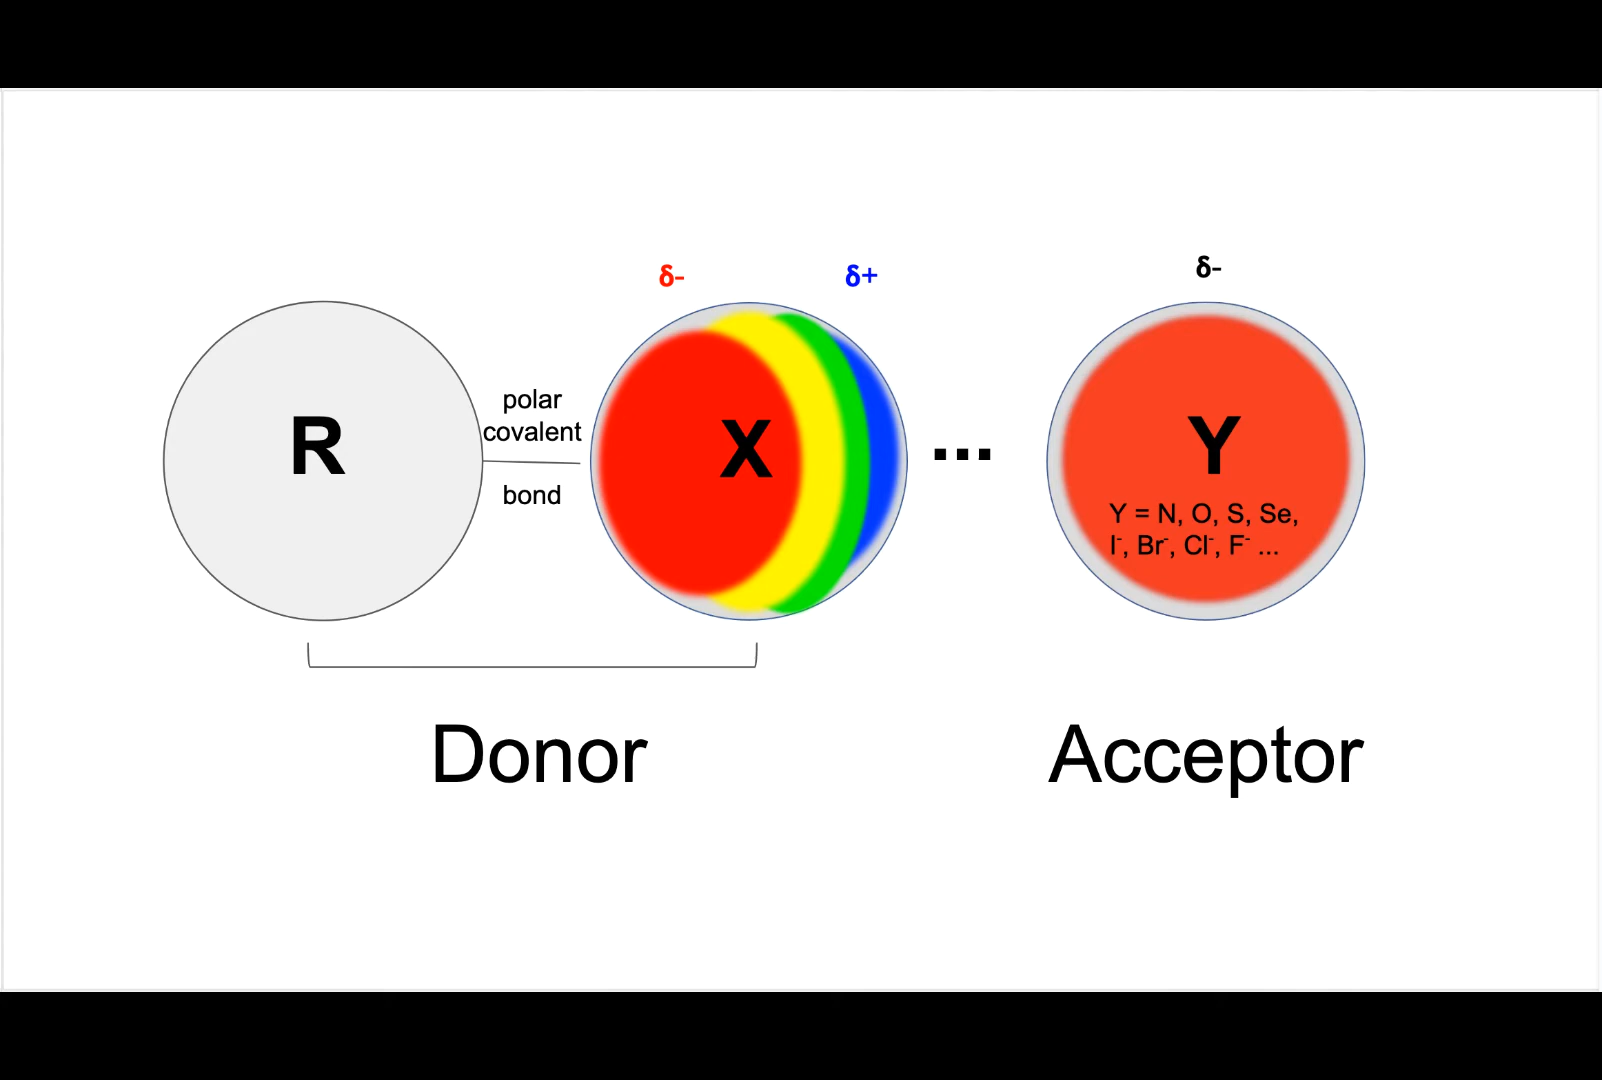 δ- δ+ δ-
R
polar
covalent
bond
X
...
Y
Y = N, O, S, Se,
I⁻, Br⁻, Cl⁻, F⁻ ...
Donor Acceptor